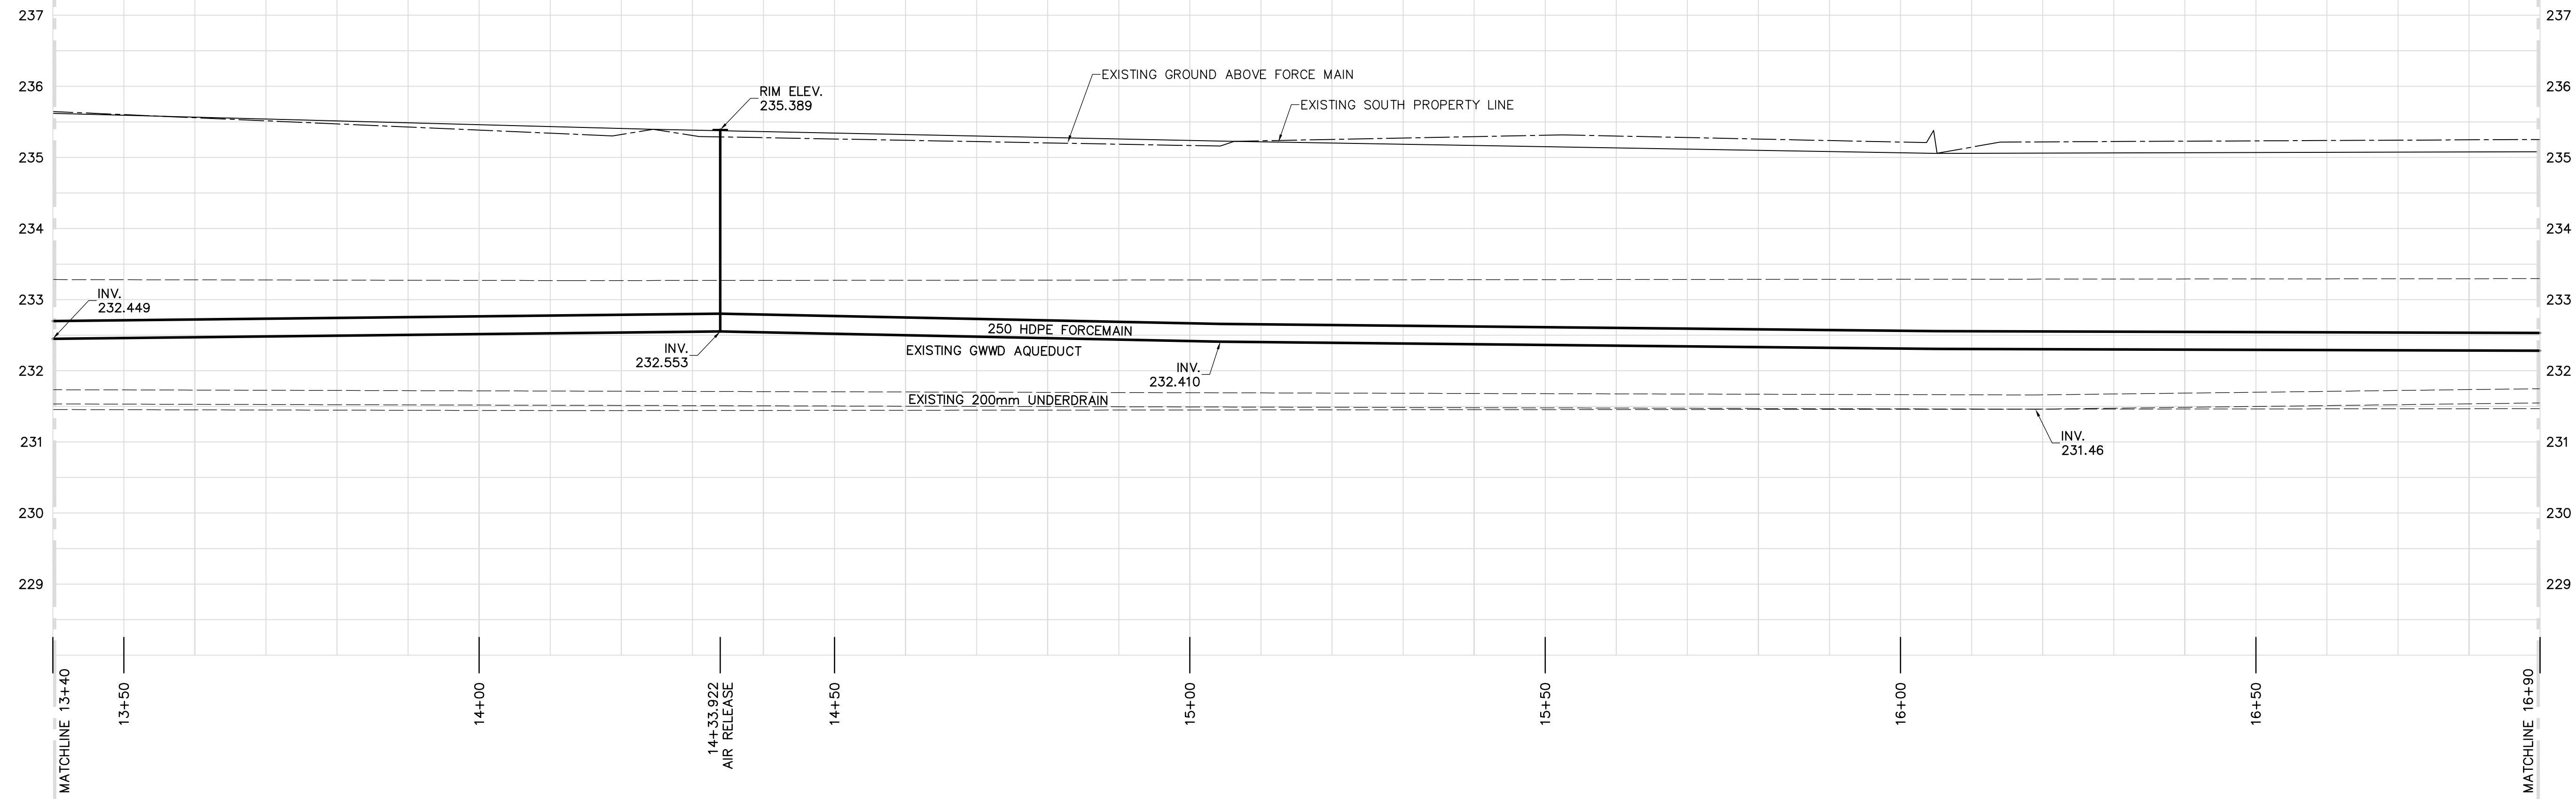 237
237
236
236
EXISTING GROUND ABOVE FORCE MAIN
RIM ELEV.
235.389
EXISTING SOUTH PROPERTY LINE
235
235
234
234
233
233
INV.
232.449
250 HDPE FORCEMAIN
EXISTING GWWD AQUEDUCT
INV.
232.553
INV.
232.410
232
232
EXISTING 200mm UNDERDRAIN
231
231
INV.
231.46
230
230
229
229
MATCHLINE 13+40
13+50
14+00
14+33.922
AIR RELEASE
14+50
15+00
15+50
16+00
16+50
MATCHLINE 16+90